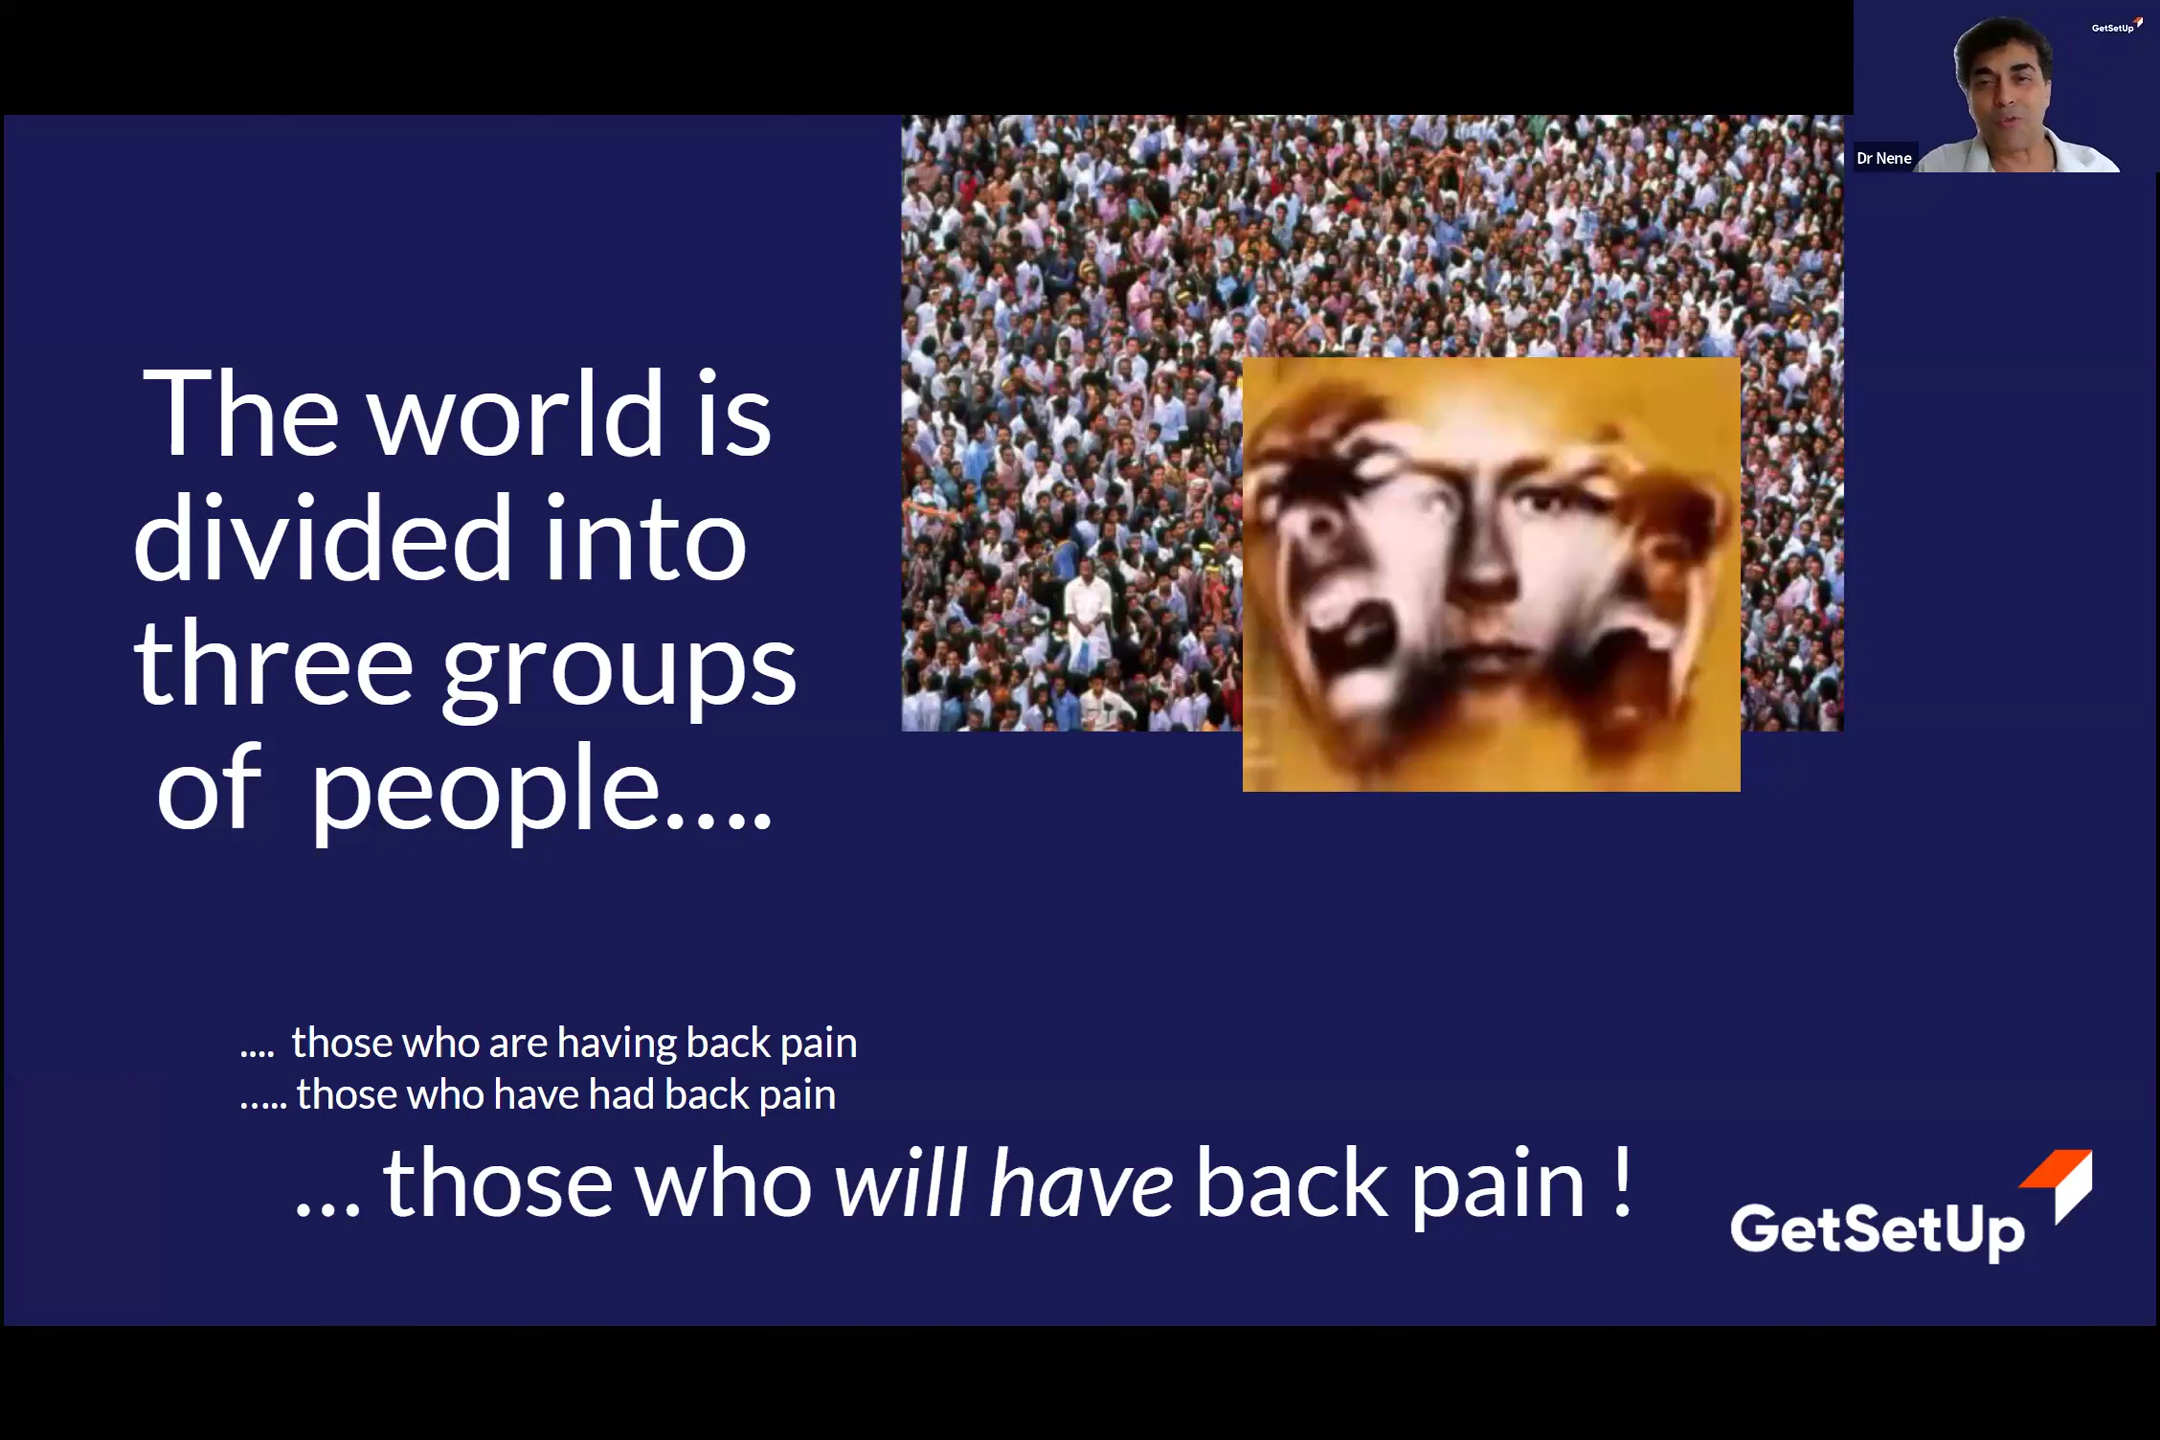 GetSetUp
Dr Nene
The world is
divided into
three groups
of people....
.... those who are having back pain
..... those who have had back pain
... those who will have back pain !
GetSetUp